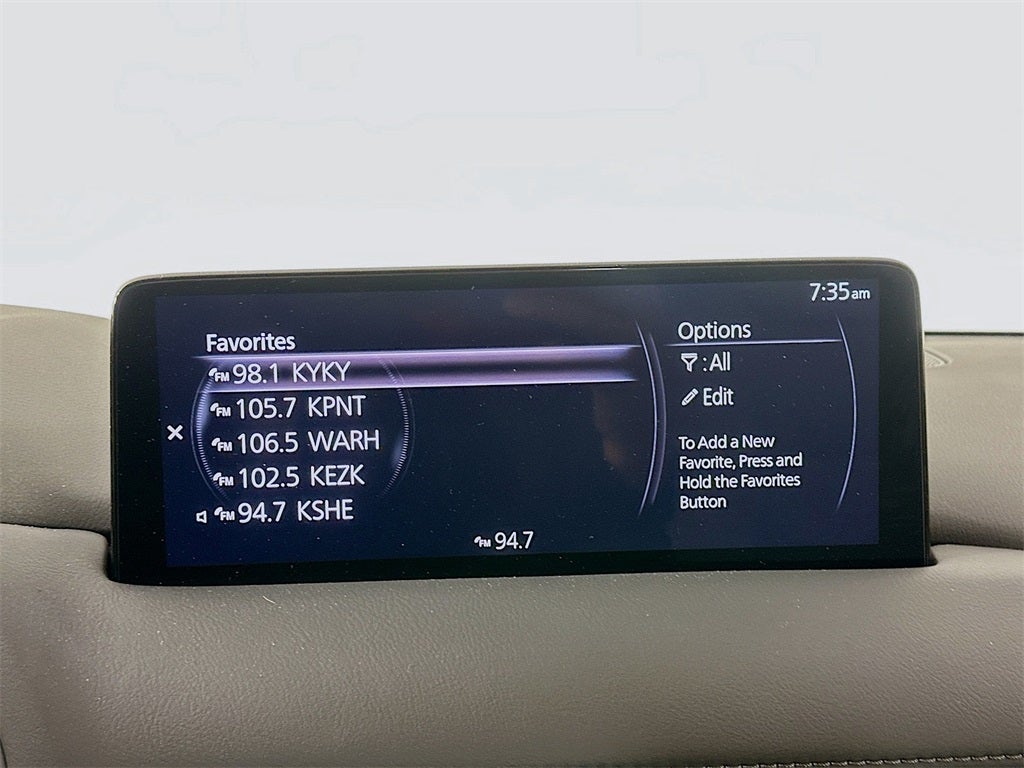 7:35am
Favorites
FM 98.1 KYKY
FM 105.7 KPNT
FM 106.5 WARH
FM 102.5 KEZK
FM 94.7 KSHE
FM 94.7
Options
: All
Edit
To Add a New
Favorite, Press and
Hold the Favorites
Button